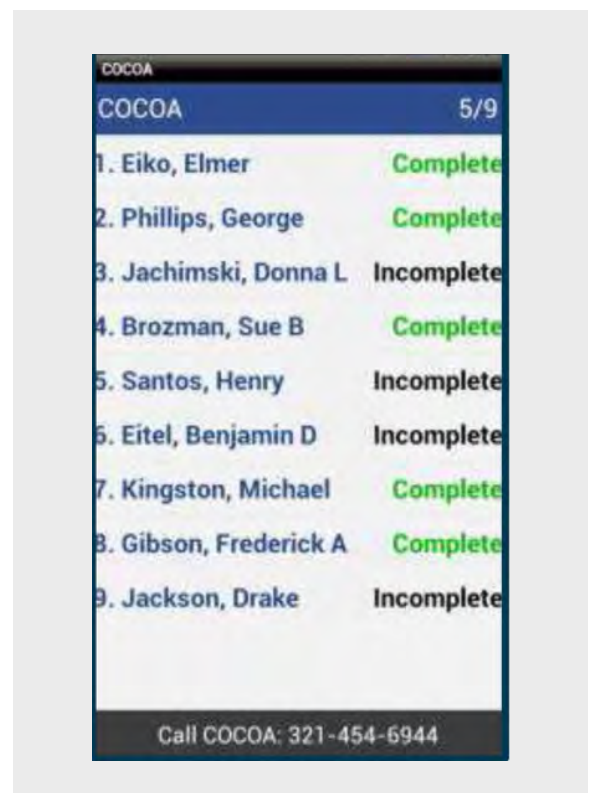 COCOA
COCOA 5/9
1. Eiko, Elmer Complete
2. Phillips, George Complete
3. Jachimski, Donna L Incomplete
4. Brozman, Sue B Complete
5. Santos, Henry Incomplete
6. Eitel, Benjamin D Incomplete
7. Kingston, Michael Complete
8. Gibson, Frederick A Complete
9. Jackson, Drake Incomplete
Call COCOA: 321-454-6944